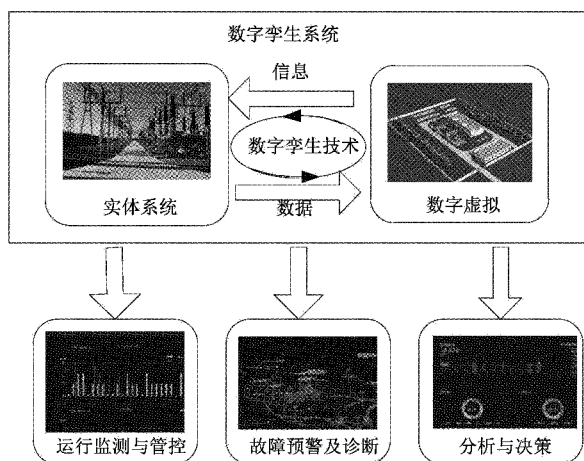 数字孪生系统
信息
数字孪生技术
实体系统
数据
数字虚拟
运行监测与管控
故障预警及诊断
分析与决策